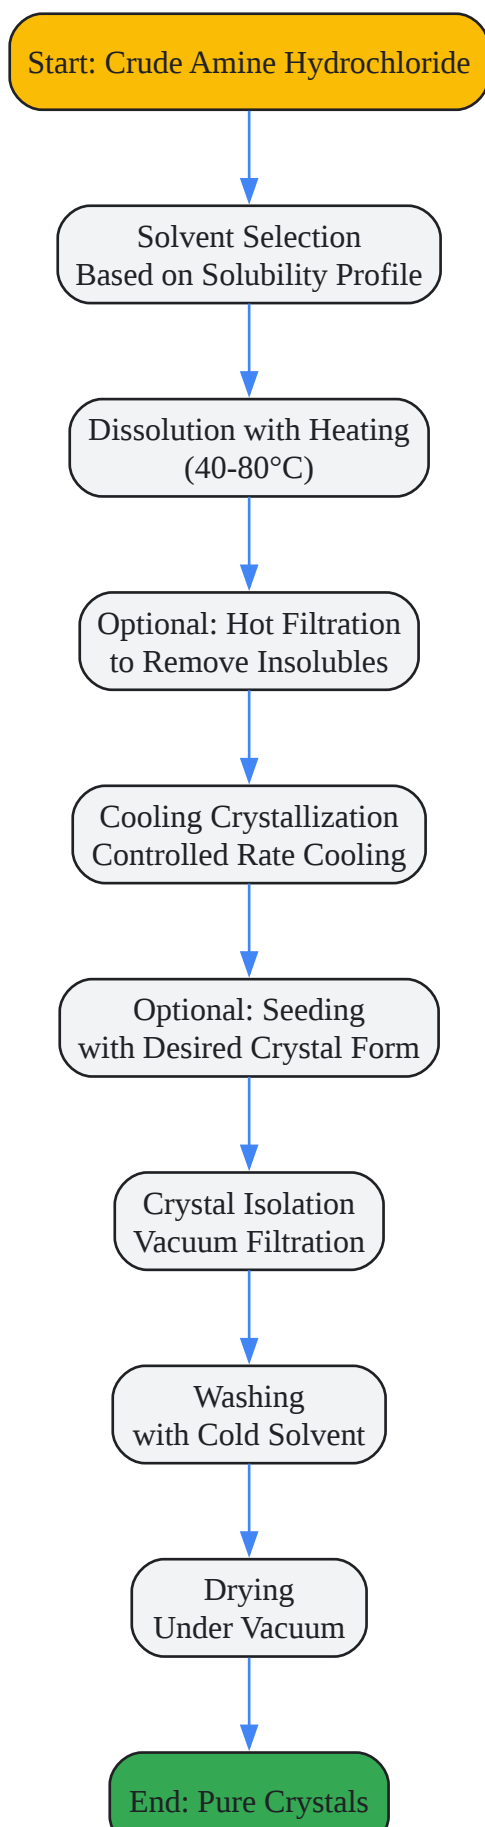 Start: Crude Amine Hydrochloride
Solvent Selection
Based on Solubility Profile
Dissolution with Heating
(40-80°C)
Optional: Hot Filtration
to Remove Insolubles
Cooling Crystallization
Controlled Rate Cooling
Optional: Seeding
with Desired Crystal Form
Crystal Isolation
Vacuum Filtration
Washing
with Cold Solvent
Drying
Under Vacuum
End: Pure Crystals